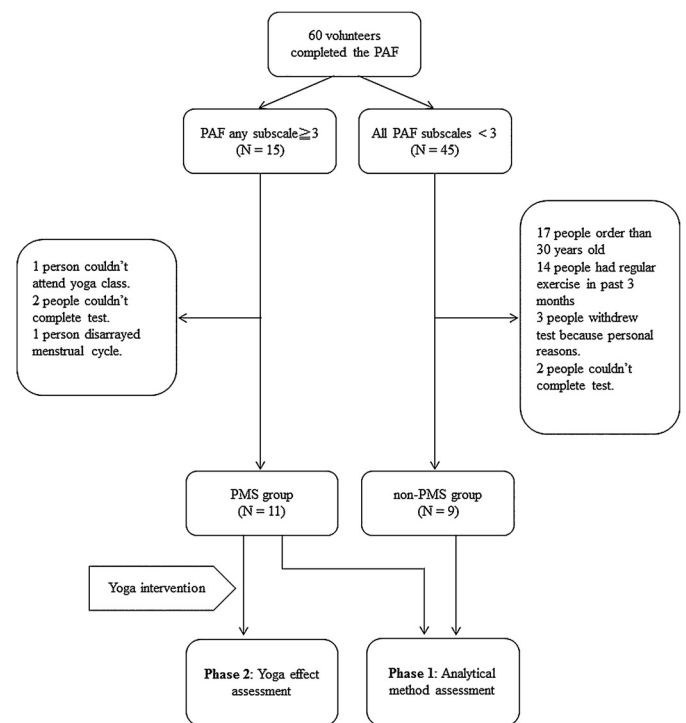 60 volunteers
completed the PAF
PAF any subscale≧3
(N = 15)
All PAF subscales < 3
(N = 45)
1 person couldn't
attend yoga class.
2 people couldn't
complete test.
1 person disarrayed
menstrual cycle.
17 people order than
30 years old
14 people had regular
exercise in past 3
months
3 people withdrew
test because personal
reasons.
2 people couldn't
complete test.
PMS group
(N = 11)
non-PMS group
(N = 9)
Yoga intervention
Phase 2: Yoga effect
assessment
Phase 1: Analytical
method assessment